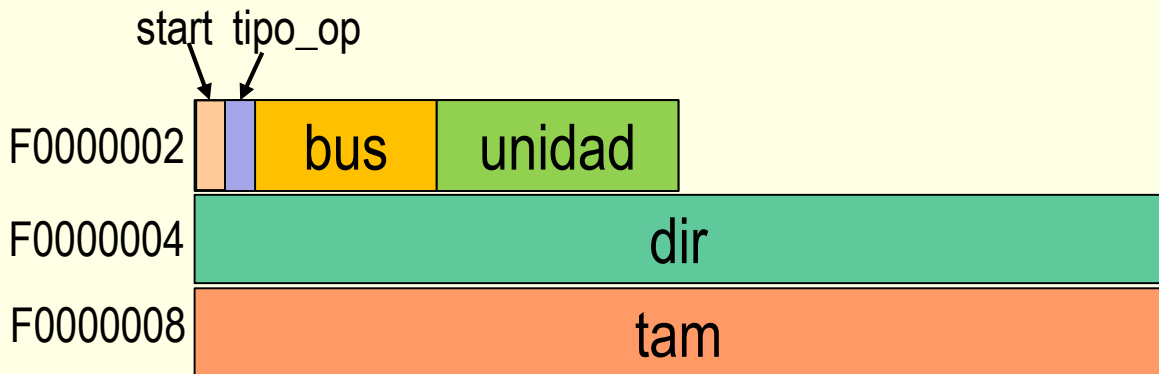 start tipo_op
F0000002 bus unidad
F0000004 dir
F0000008 tam